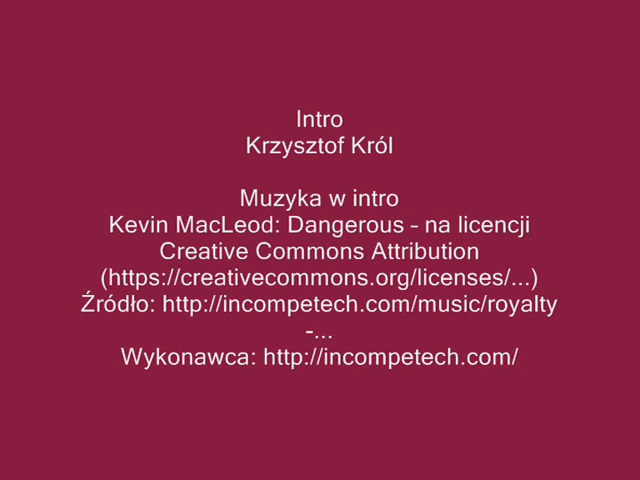 Intro
Krzysztof Król
Muzyka w intro
Kevin MacLeod: Dangerous – na licencji
Creative Commons Attribution
(https://creativecommons.org/licenses/...)
Źródło: http://incompetech.com/music/royalty
-...
Wykonawca: http://incompetech.com/